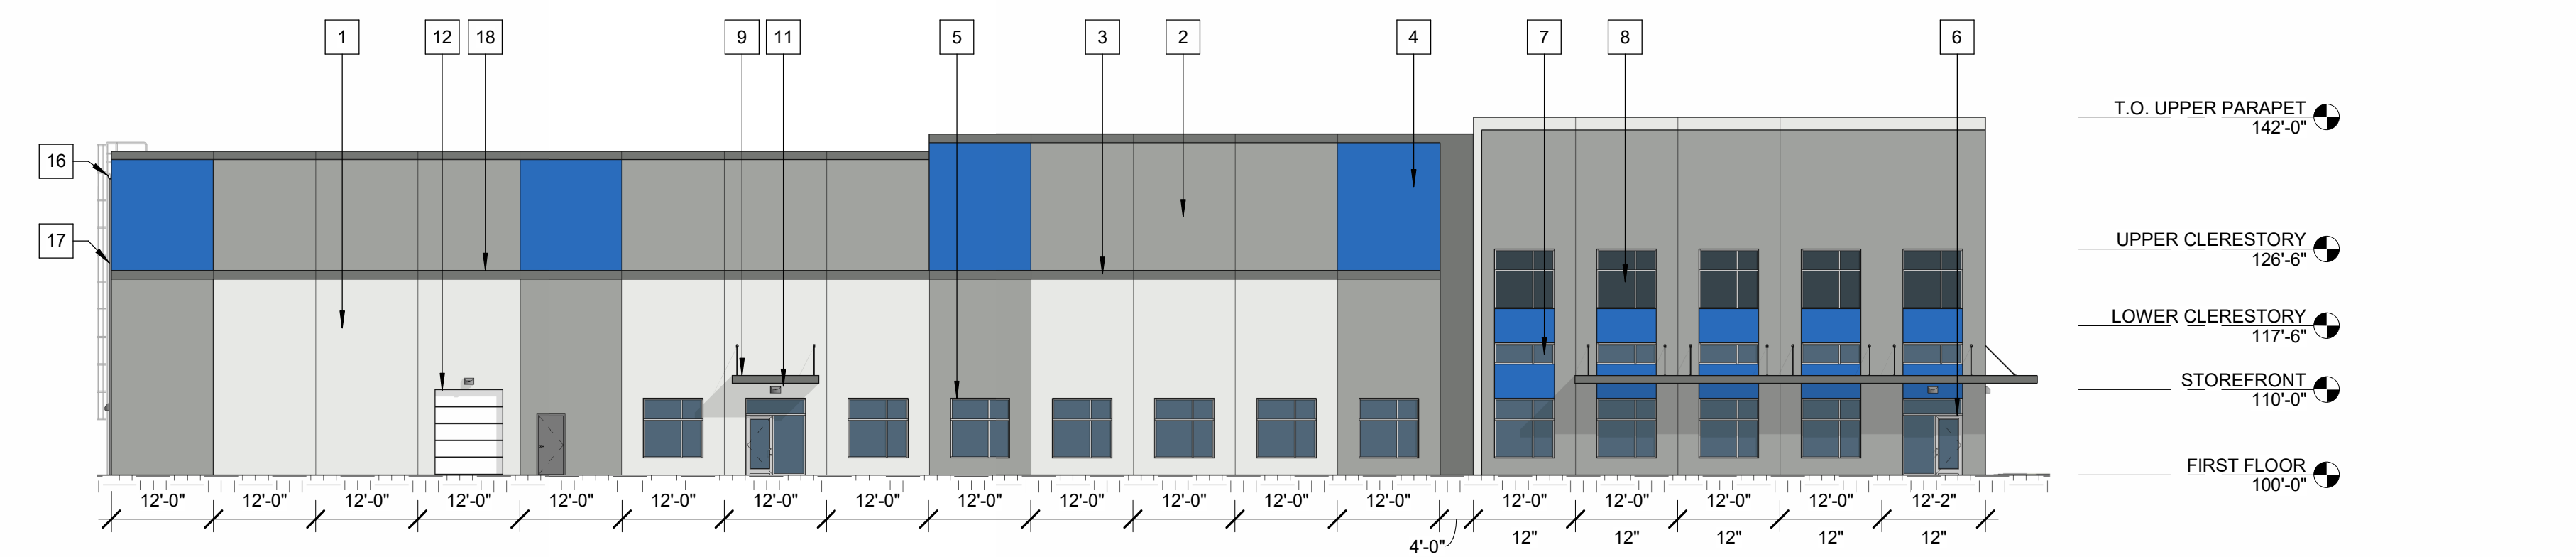 1 12 18 9 11 5 3 2 4 7 8 6
T.O. UPPER PARAPET
142'-0"
16
17
UPPER CLERESTORY
126'-6"
LOWER CLERESTORY
117'-6"
STOREFRONT
110'-0"
FIRST FLOOR
100'-0"
12'-0" 12'-0" 12'-0" 12'-0" 12'-0" 12'-0" 12'-0" 12'-0" 12'-0" 12'-0" 12'-0" 12'-0" 12'-0" 12'-0" 12'-0" 12'-0" 12'-0" 12'-2"
4'-0" 12" 12" 12" 12" 12"